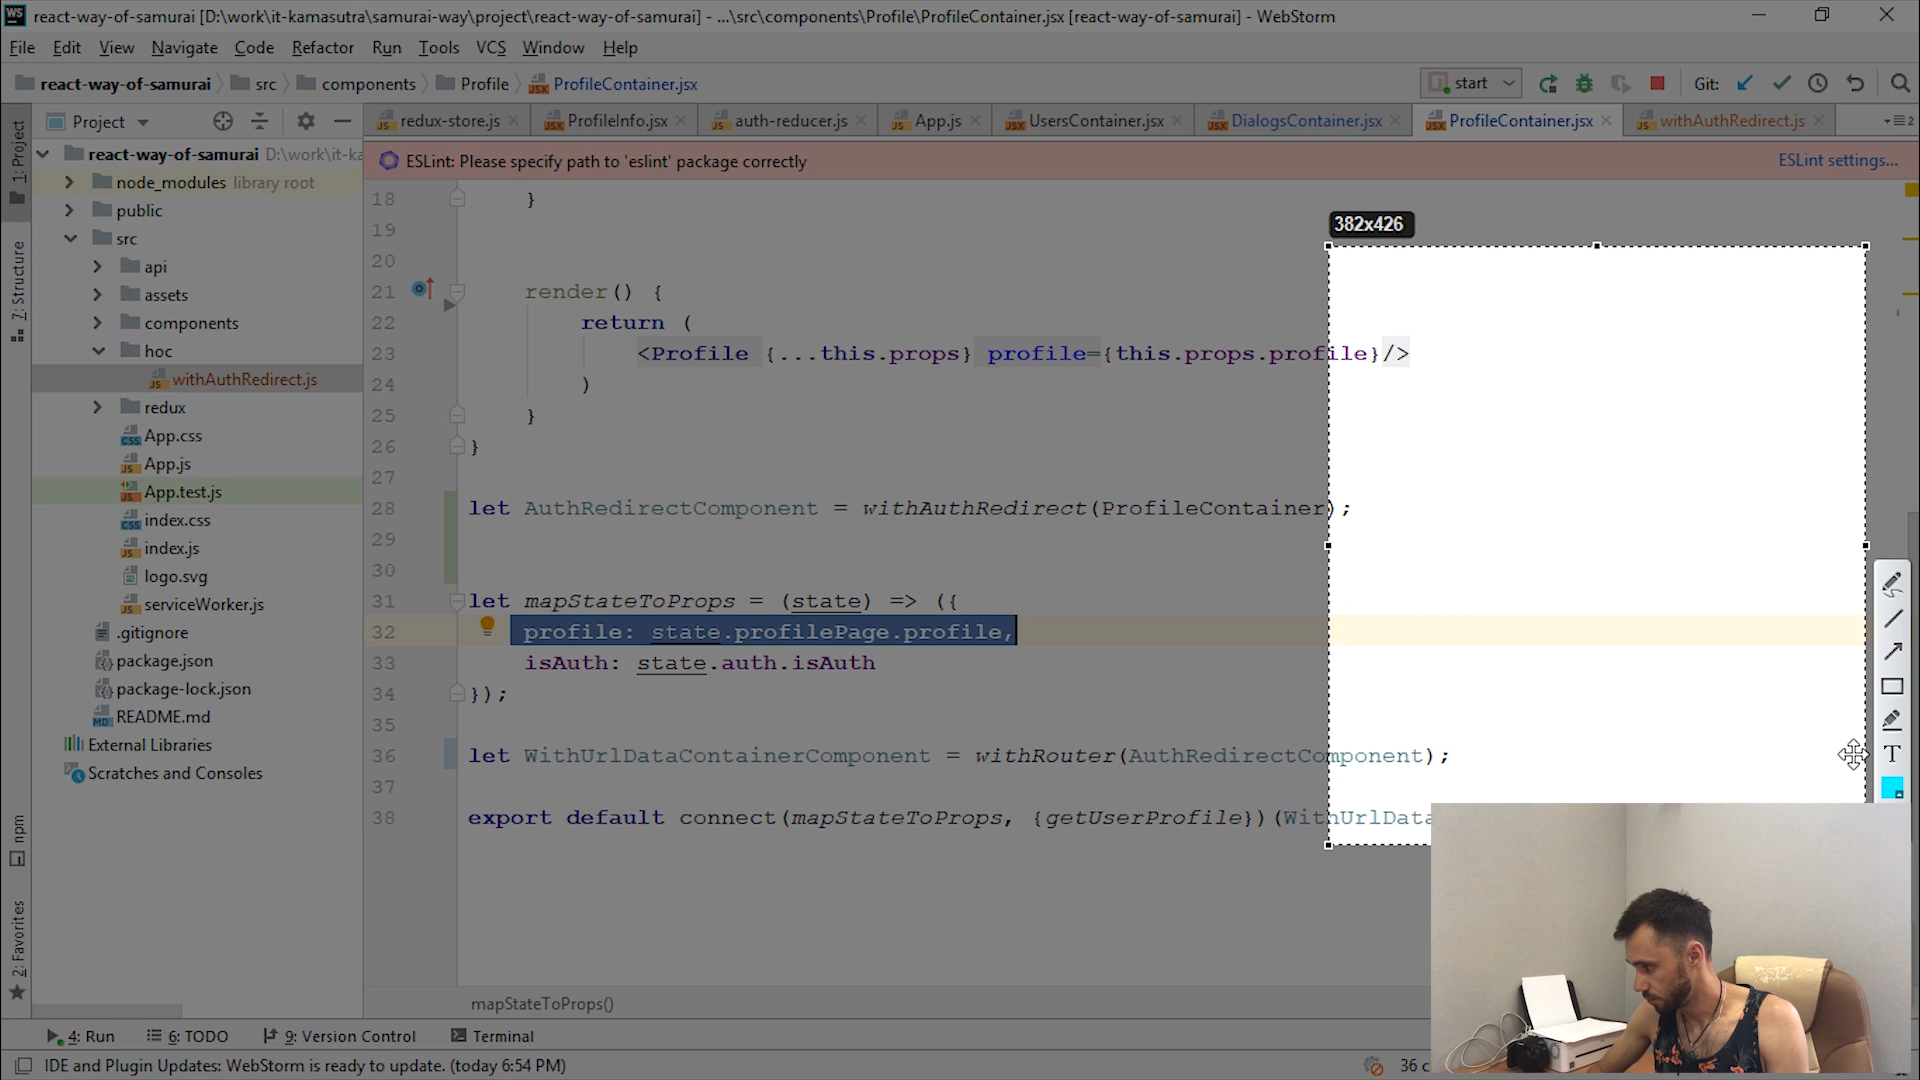 react-way-of-samurai [D:\work\it-kamasutra\samurai-way\project\react-way-of-samurai] - ...\src\components\Profile\ProfileContainer.jsx [react-way-of-samurai] - WebStorm
File Edit View Navigate Code Refactor Run Tools VCS Window Help
react-way-of-samurai src components Profile ProfileContainer.jsx start Git:
Project redux-store.js ProfileInfo.jsx auth-reducer.js App.js UsersContainer.jsx DialogsContainer.jsx ProfileContainer.jsx withAuthRedirect.js
ESLint: Please specify path to 'eslint' package correctly ESLint settings...
1: Project
7: Structure
npm
2: Favorites
react-way-of-samurai D:\work\it-ka
node_modules library root
public
src
api
assets
components
hoc
withAuthRedirect.js
redux
App.css
App.js
App.test.js
index.css
index.js
logo.svg
serviceWorker.js
.gitignore
package.json
package-lock.json
README.md
External Libraries
Scratches and Consoles
382x426
18 }
19
20
21 render() {
22 return (
23 <Profile {...this.props} profile={this.props.profile}/>
24 )
25 }
26 }
27
28 let AuthRedirectComponent = withAuthRedirect(ProfileContainer);
29
30
31 let mapStateToProps = (state) => ({
32 profile: state.profilePage.profile,
33 isAuth: state.auth.isAuth
34 });
35
36 let WithUrlDataContainerComponent = withRouter(AuthRedirectComponent);
37
38 export default connect(mapStateToProps, {getUserProfile})(WithUrlData
T
mapStateToProps()
4: Run 6: TODO 9: Version Control Terminal
IDE and Plugin Updates: WebStorm is ready to update. (today 6:54 PM) 36 c